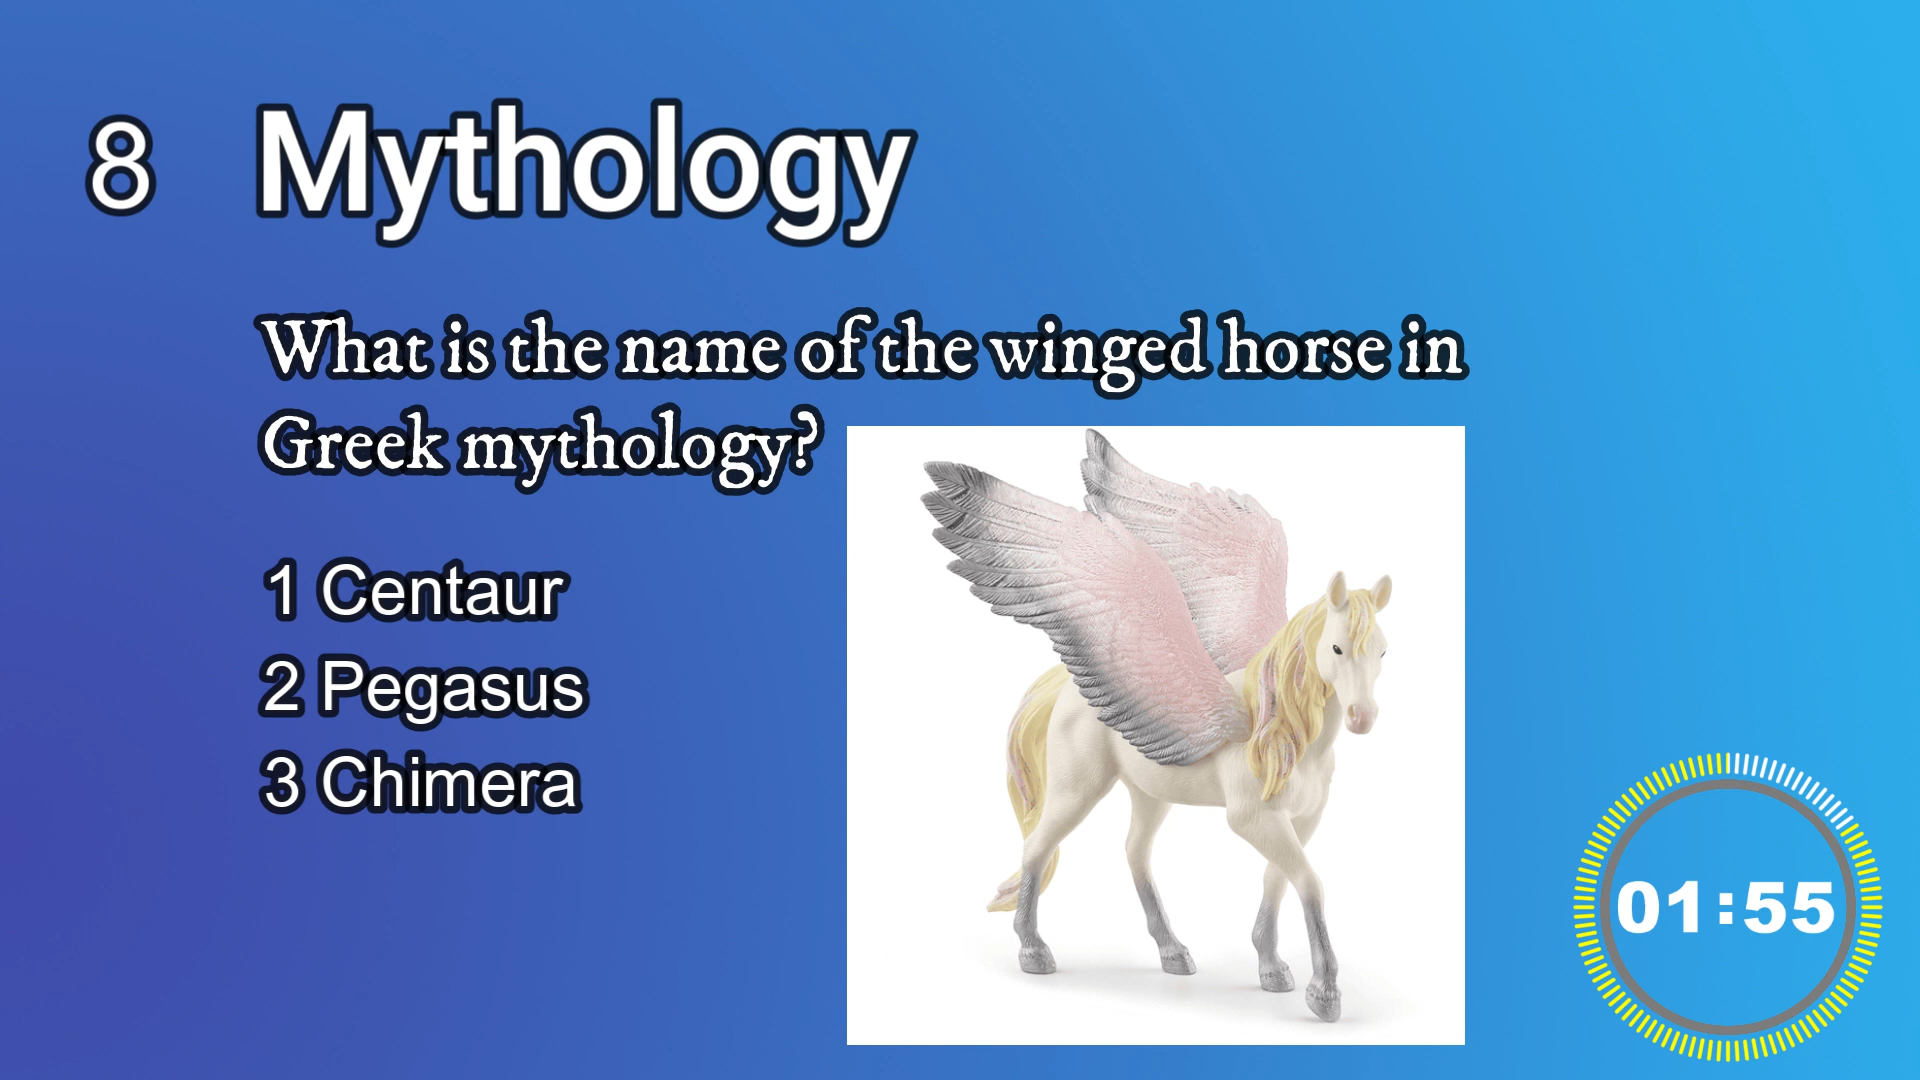 8 Mythology
What is the name of the winged horse in
Greek mythology?
1 Centaur
2 Pegasus
3 Chimera
01:55